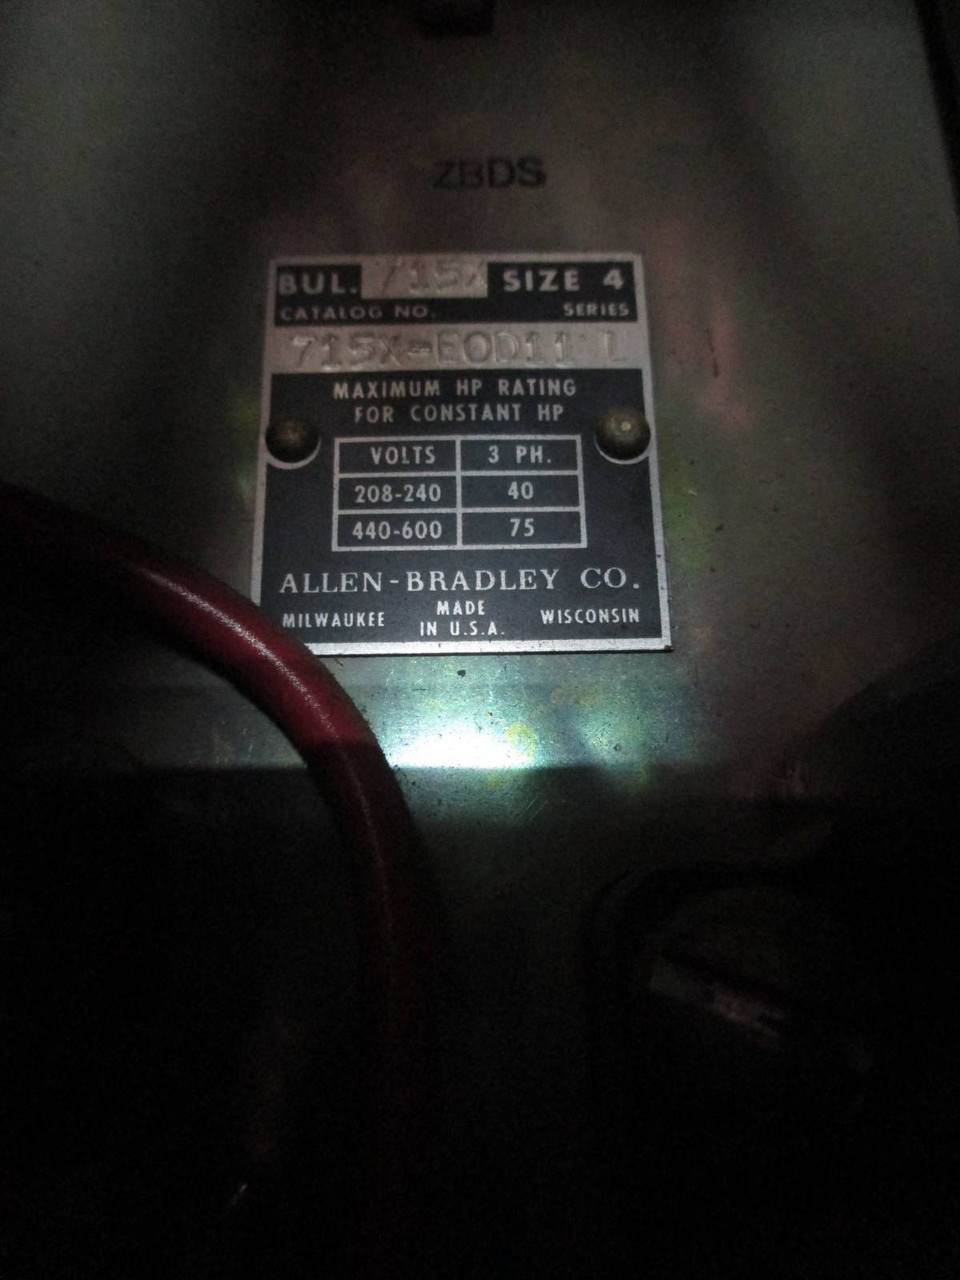 ZBDS
BUL. 715X SIZE 4
CATALOG NO. SERIES
715X-EOD11 L
MAXIMUM HP RATING
FOR CONSTANT HP
VOLTS 3 PH.
208-240 40
440-600 75
ALLEN-BRADLEY CO.
MILWAUKEE MADE IN U.S.A. WISCONSIN